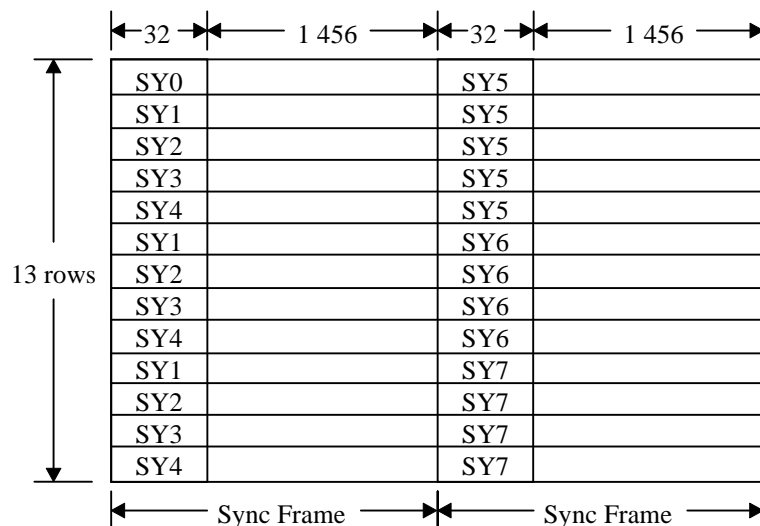 32 1 456 32 1 456
SY0 SY5
SY1 SY5
SY2 SY5
SY3 SY5
SY4 SY5
SY1 SY6
SY2 SY6
13 rows
SY3 SY6
SY4 SY6
SY1 SY7
SY2 SY7
SY3 SY7
SY4 SY7
Sync Frame Sync Frame